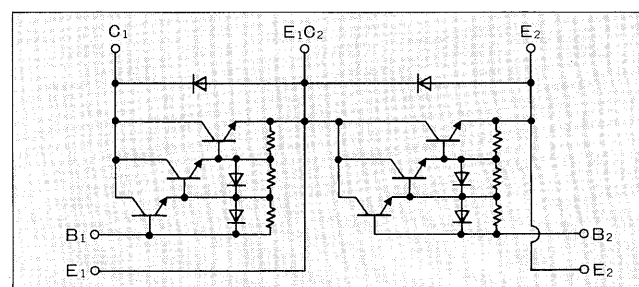 C₁ E₁C₂ E₂
B₁ B₂
E₁ E₂